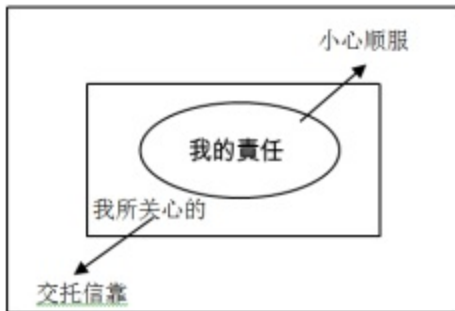 小心顺服
我的責任
我所关心的
交托信靠